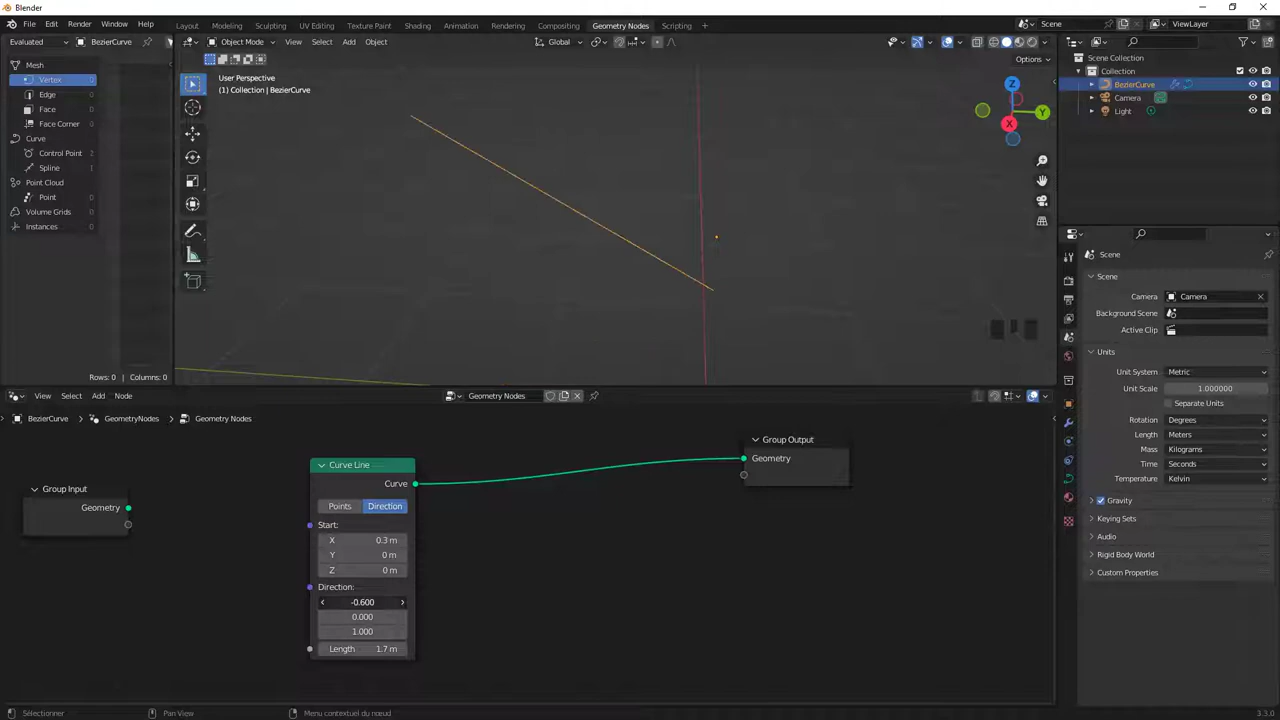 Blender
File Edit Render Window Help
Layout Modeling Sculpting UV Editing Texture Paint Shading Animation Rendering Compositing Geometry Nodes Scripting
Scene ViewLayer
Evaluated BezierCurve
Object Mode View Select Add Object Global
Options
Mesh
Vertex 0
Edge 0
Face 0
Face Corner 0
Curve
Control Point 2
Spline 1
Point Cloud
Point 0
Volume Grids 0
Instances 0
Rows: 0 | Columns: 0
User Perspective
(1) Collection | BezierCurve
Z
Y
X
Scene Collection
Collection
BezierCurve
Camera
Light
Scene
Scene
Camera Camera
Background Scene
Active Clip
Units
Unit System Metric
Unit Scale 1.000000
Separate Units
Rotation Degrees
Length Meters
Mass Kilograms
Time Seconds
Temperature Kelvin
Gravity
Keying Sets
Audio
Rigid Body World
Custom Properties
View Select Add Node Geometry Nodes
BezierCurve GeometryNodes Geometry Nodes
Group Input
Geometry
Curve Line
Curve
Points Direction
Start:
X 0.3 m
Y 0 m
Z 0 m
Direction:
-0.600
0.000
1.000
Length 1.7 m
Group Output
Geometry
Sélectionner Pan View Menu contextuel du nœud 3.3.0